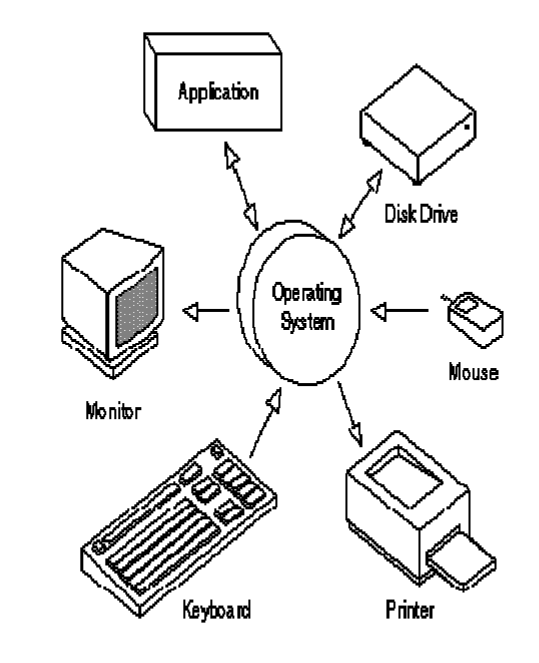 Application
Disk Drive
Operating
System
Mouse
Monitor
Keyboard
Printer